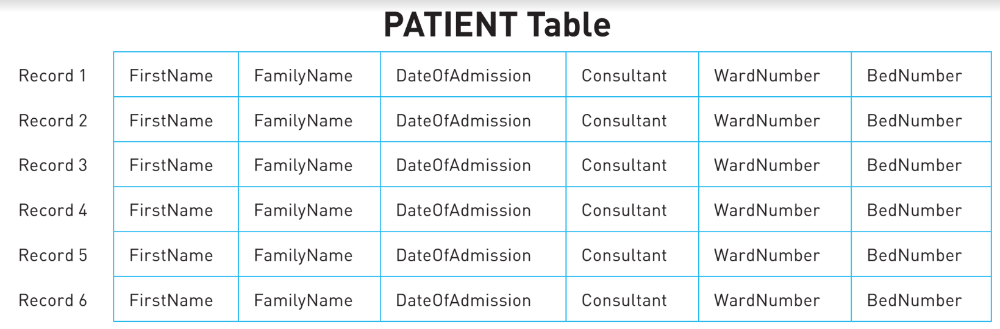 PATIENT Table
Record 1 FirstName FamilyName DateOfAdmission Consultant WardNumber BedNumber
Record 2 FirstName FamilyName DateOfAdmission Consultant WardNumber BedNumber
Record 3 FirstName FamilyName DateOfAdmission Consultant WardNumber BedNumber
Record 4 FirstName FamilyName DateOfAdmission Consultant WardNumber BedNumber
Record 5 FirstName FamilyName DateOfAdmission Consultant WardNumber BedNumber
Record 6 FirstName FamilyName DateOfAdmission Consultant WardNumber BedNumber